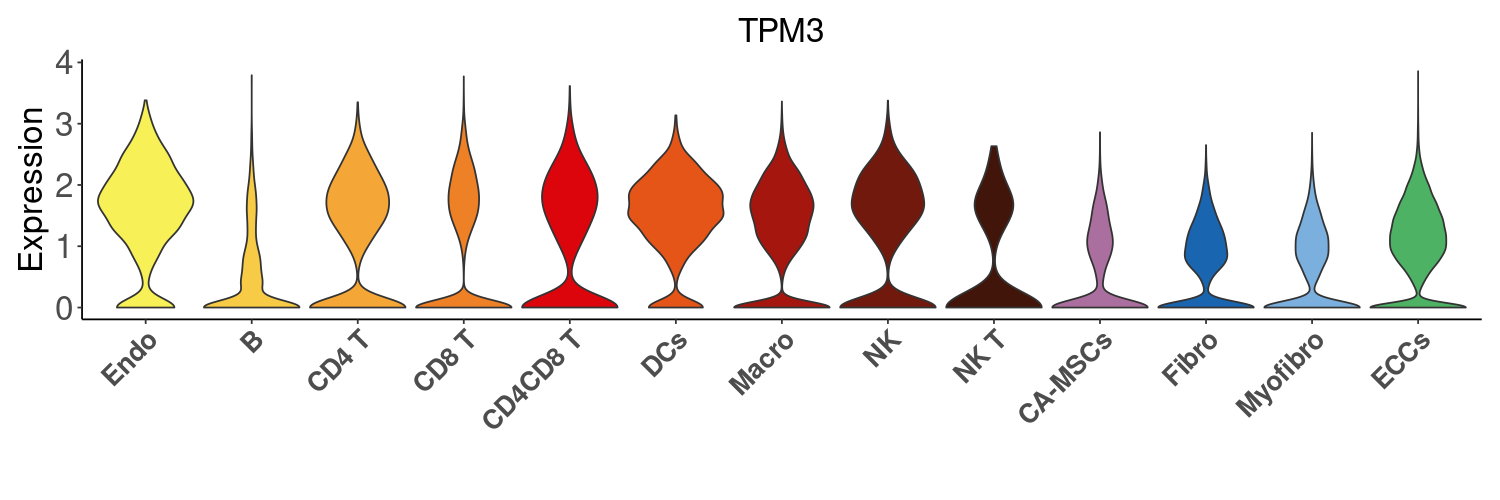 TPM3
Expression
4
3
2
1
0
Endo
B
CD4 T
CD8 T
CD4CD8 T
DCs
Macro
NK
NK T
CA-MSCs
Fibro
Myofibro
ECCs